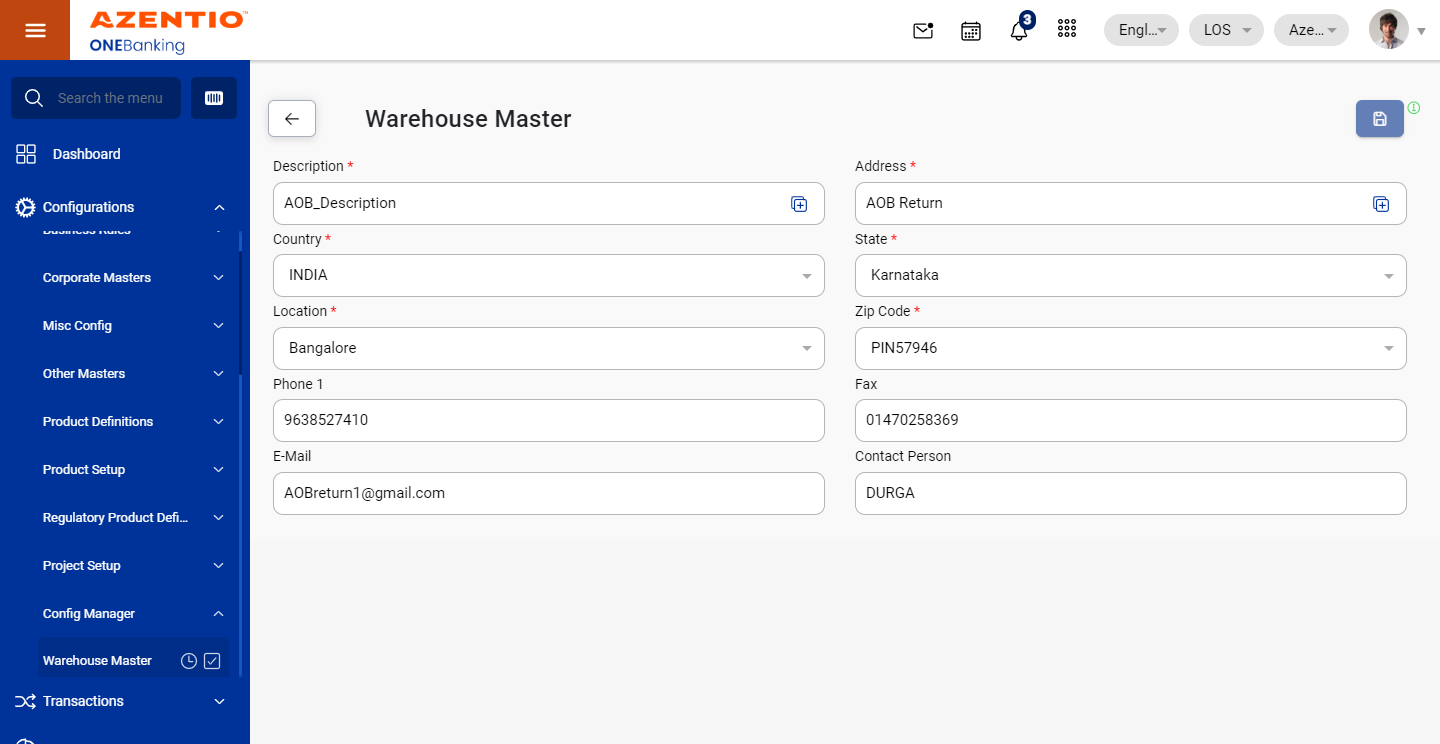 AZENTIO™
ONEBanking
3
Engl...
LOS
Aze...
Search the menu
Dashboard
Configurations
Business Rules
Corporate Masters
Misc Config
Other Masters
Product Definitions
Product Setup
Regulatory Product Defi...
Project Setup
Config Manager
Warehouse Master
Transactions
Warehouse Master
Description *
Address *
AOB_Description
AOB Return
Country *
State *
INDIA
Karnataka
Location *
Zip Code *
Bangalore
PIN57946
Phone 1
Fax
9638527410
01470258369
E-Mail
Contact Person
AOBreturn1@gmail.com
DURGA